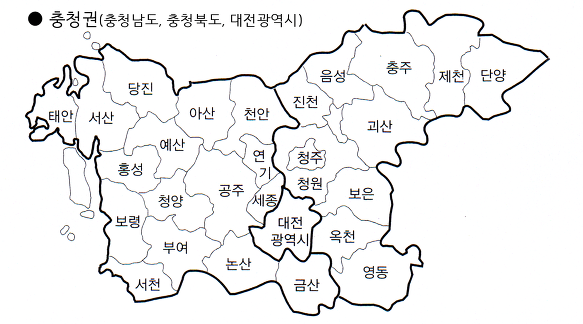 ● 충청권(충청남도, 충청북도, 대전광역시)
음성
충주
제천
단양
당진
태안
서산
아산
천안
진천
괴산
예산
연
기
청주
홍성
청원
공주
보은
청양
세종
보령
대전
광역시
옥천
부여
논산
영동
서천
금산